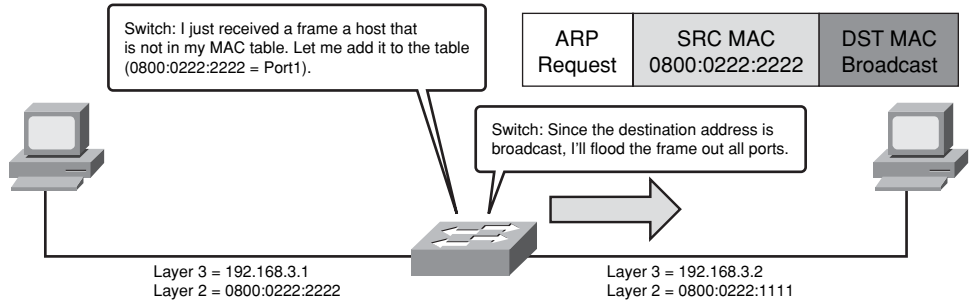 Switch: I just received a frame a host that
is not in my MAC table. Let me add it to the table
(0800:0222:2222 = Port1).
ARP
Request
SRC MAC
0800:0222:2222
DST MAC
Broadcast
Switch: Since the destination address is
broadcast, I'll flood the frame out all ports.
Layer 3 = 192.168.3.1
Layer 2 = 0800:0222:2222
Layer 3 = 192.168.3.2
Layer 2 = 0800:0222:1111